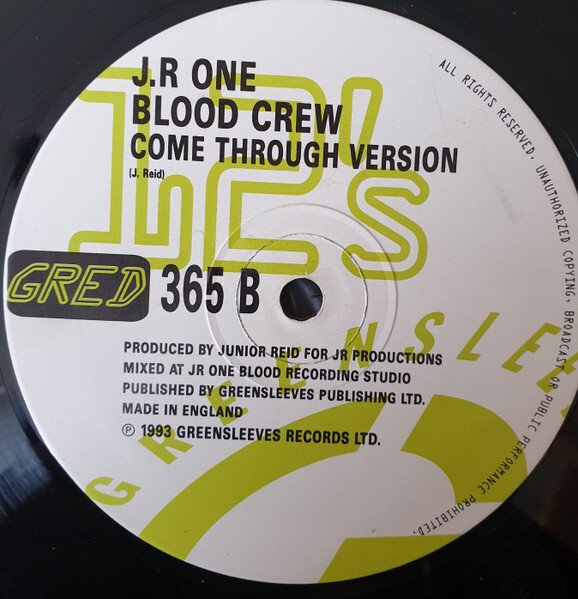 12's
J.R ONE
BLOOD CREW
COME THROUGH VERSION
(J. Reid)
GRED 365 B
PRODUCED BY JUNIOR REID FOR JR PRODUCTIONS
MIXED AT JR ONE BLOOD RECORDING STUDIO
PUBLISHED BY GREENSLEEVES PUBLISHING LTD.
MADE IN ENGLAND
℗ 1993 GREENSLEEVES RECORDS LTD.
ALL RIGHTS RESERVED. UNAUTHORIZED COPYING, BROADCAST OR PUBLIC PERFORMANCE PROHIBITED.
GREENSLEE